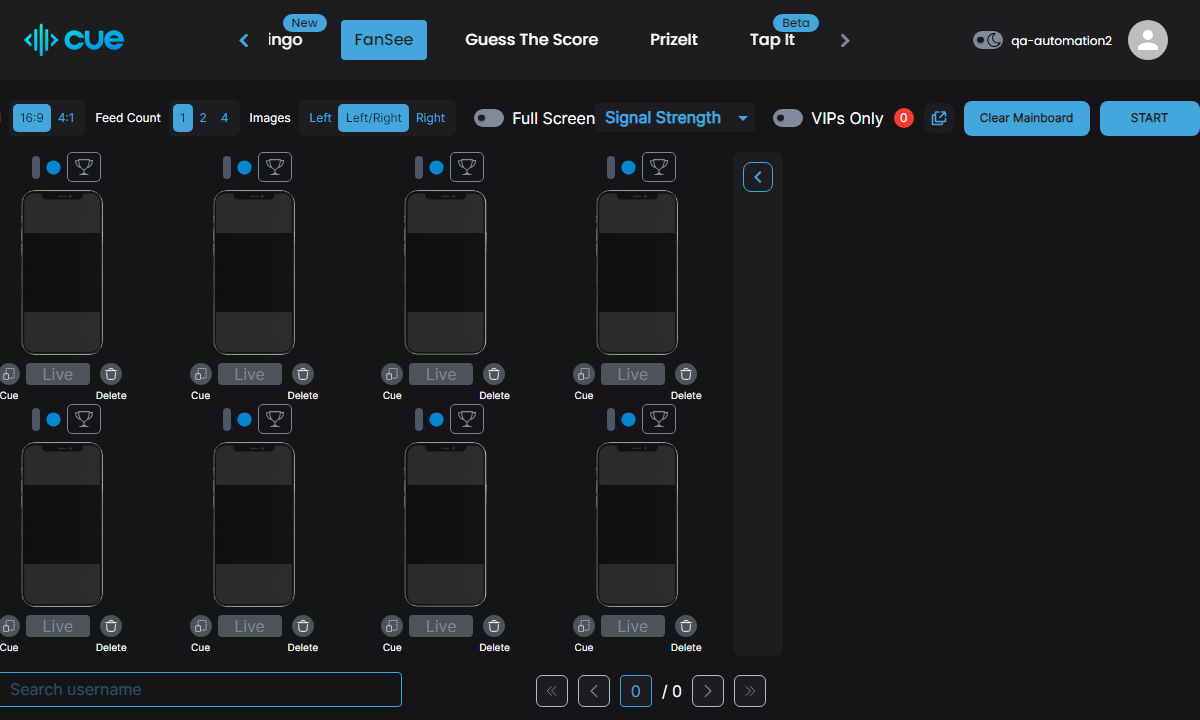 cue
New
ingo
FanSee
Guess The Score
PrizeIt
Beta
Tap It
qa-automation2
16:9 4:1 Feed Count 1 2 4 Images Left Left/Right Right Full Screen Signal Strength VIPs Only 0 Clear Mainboard START
Live Live Live Live
Cue Delete Cue Delete Cue Delete Cue Delete
Live Live Live Live
Cue Delete Cue Delete Cue Delete Cue Delete
Search username 0 / 0